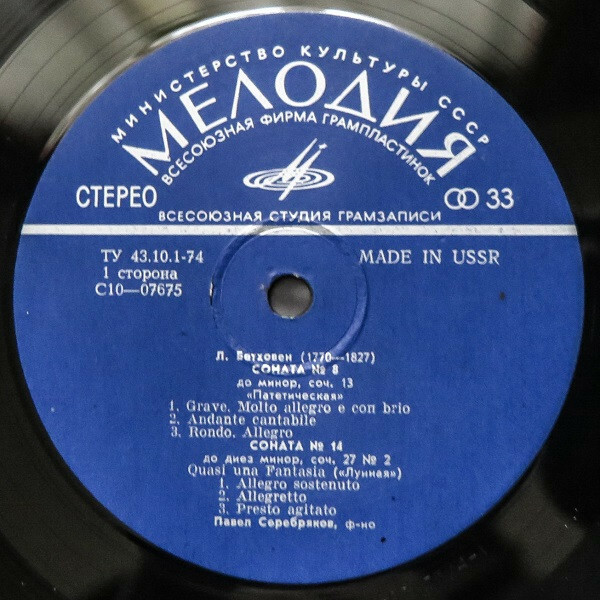 МИНИСТЕРСТВО КУЛЬТУРЫ СССР
МЕЛОДИЯ
ВСЕСОЮЗНАЯ ФИРМА ГРАМПЛАСТИНОК
СТЕРЕО
33
ВСЕСОЮЗНАЯ СТУДИЯ ГРАМЗАПИСИ
ТУ 43.10.1-74
MADE IN USSR
1 сторона
С10—07675
Л. Бетховен (1770—1827)
СОНАТА № 8
до минор, соч. 13
«Патетическая»
1. Grave. Molto allegro e con brio
2. Andante cantabile
3. Rondo. Allegro
СОНАТА № 14
до диез минор, соч. 27 № 2
Quasi una Fantasia («Лунная»)
1. Allegro sostenuto
2. Allegretto
3. Presto agitato
Павел Серебряков, ф-но